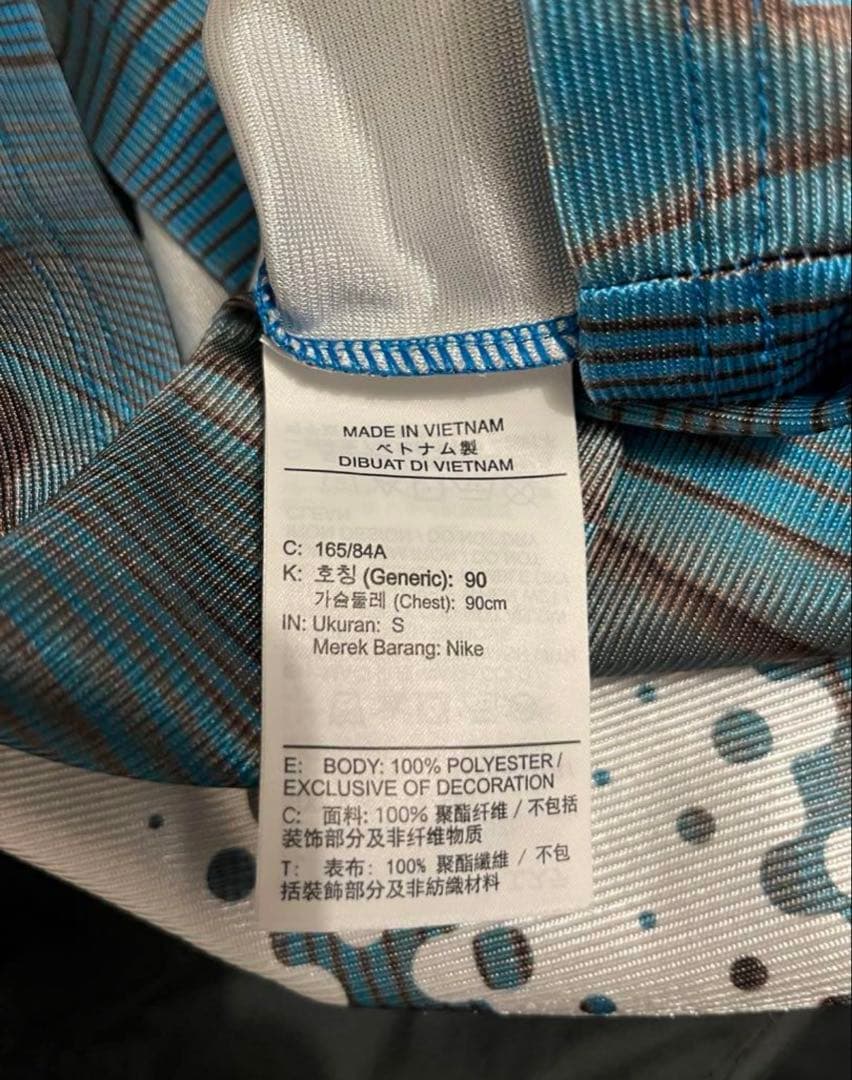 MADE IN VIETNAM
ベトナム製
DIBUAT DI VIETNAM
C: 165/84A
K: 호칭 (Generic): 90
가슴둘레 (Chest): 90cm
IN: Ukuran: S
Merek Barang: Nike
E: BODY: 100% POLYESTER /
EXCLUSIVE OF DECORATION
C: 面料: 100% 聚酯纤维 / 不包括
装饰部分及非纤维物质
T: 表布: 100% 聚酯纖維 / 不包
括裝飾部分及非紡織材料